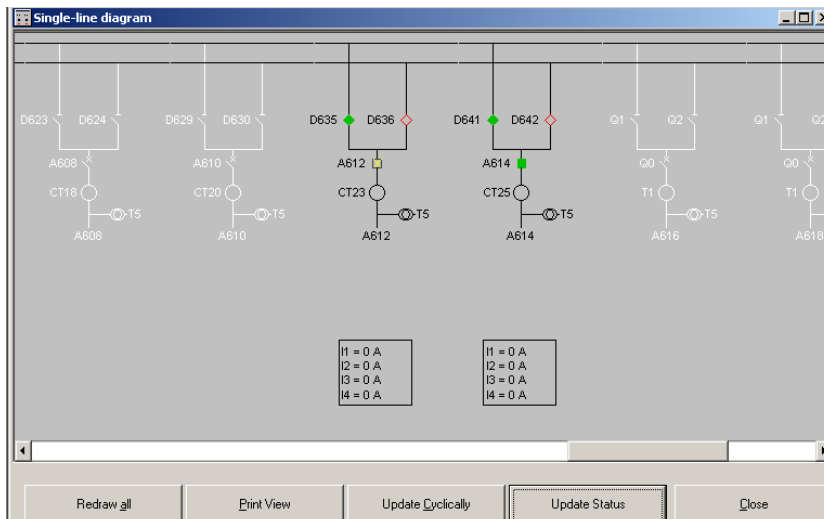 Single-line diagram
D623 D624 D629 D630 D635 D636 D641 D642 Q1 Q2 Q1 Q2
A608 A610 A612 A614 Q0 Q0
CT18 CT20 CT23 CT25 T1 T1
T5 T5 T5 T5 T5
A608 A610 A612 A614 A616 A618
I1 = 0 A I1 = 0 A
I2 = 0 A I2 = 0 A
I3 = 0 A I3 = 0 A
I4 = 0 A I4 = 0 A
Redraw all Print View Update Cyclically Update Status Close